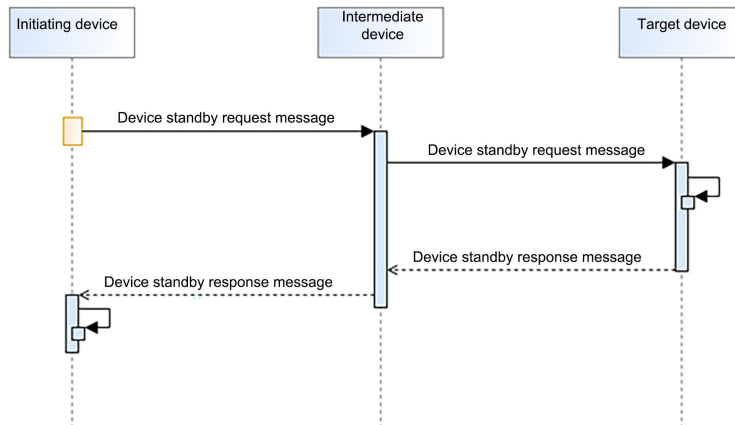 Initiating device
Intermediate
device
Target device
Device standby request message
Device standby request message
Device standby response message
Device standby response message